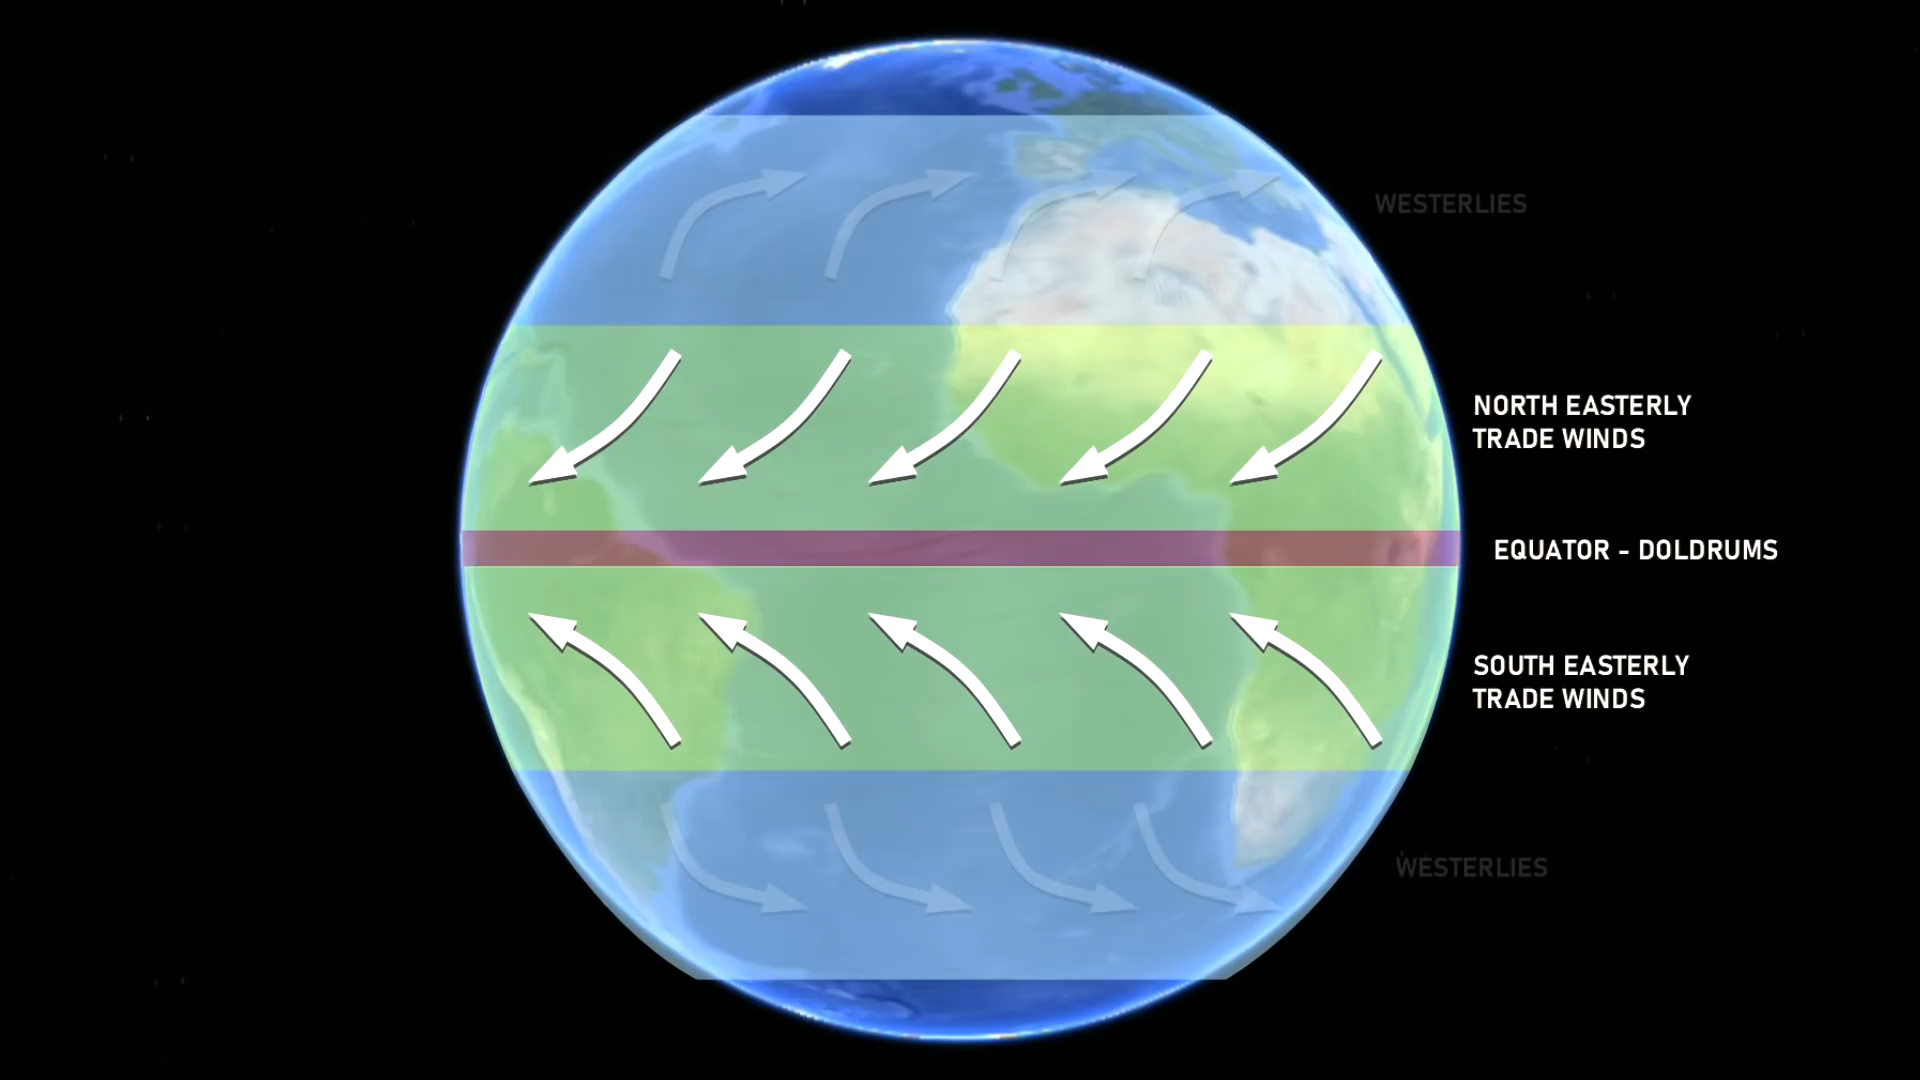 WESTERLIES
NORTH EASTERLY
TRADE WINDS
EQUATOR - DOLDRUMS
SOUTH EASTERLY
TRADE WINDS
WESTERLIES